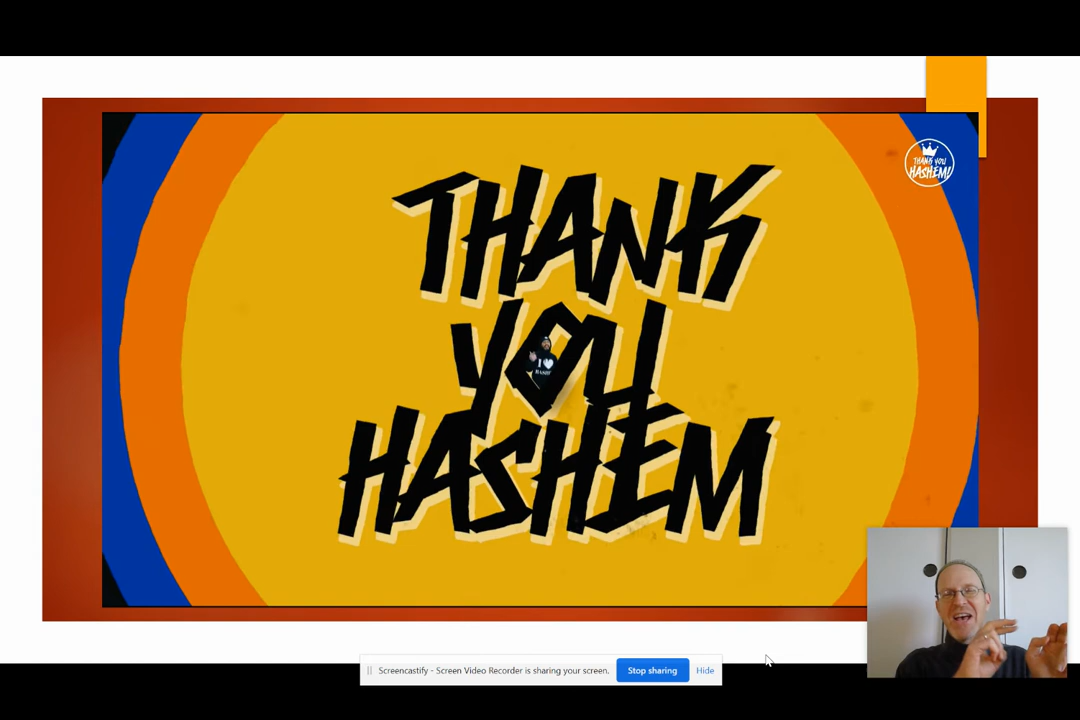 THANK
YOU
HASHEM
THANK YOU
HASHEM!
I
Screencastify - Screen Video Recorder is sharing your screen.
Stop sharing
Hide